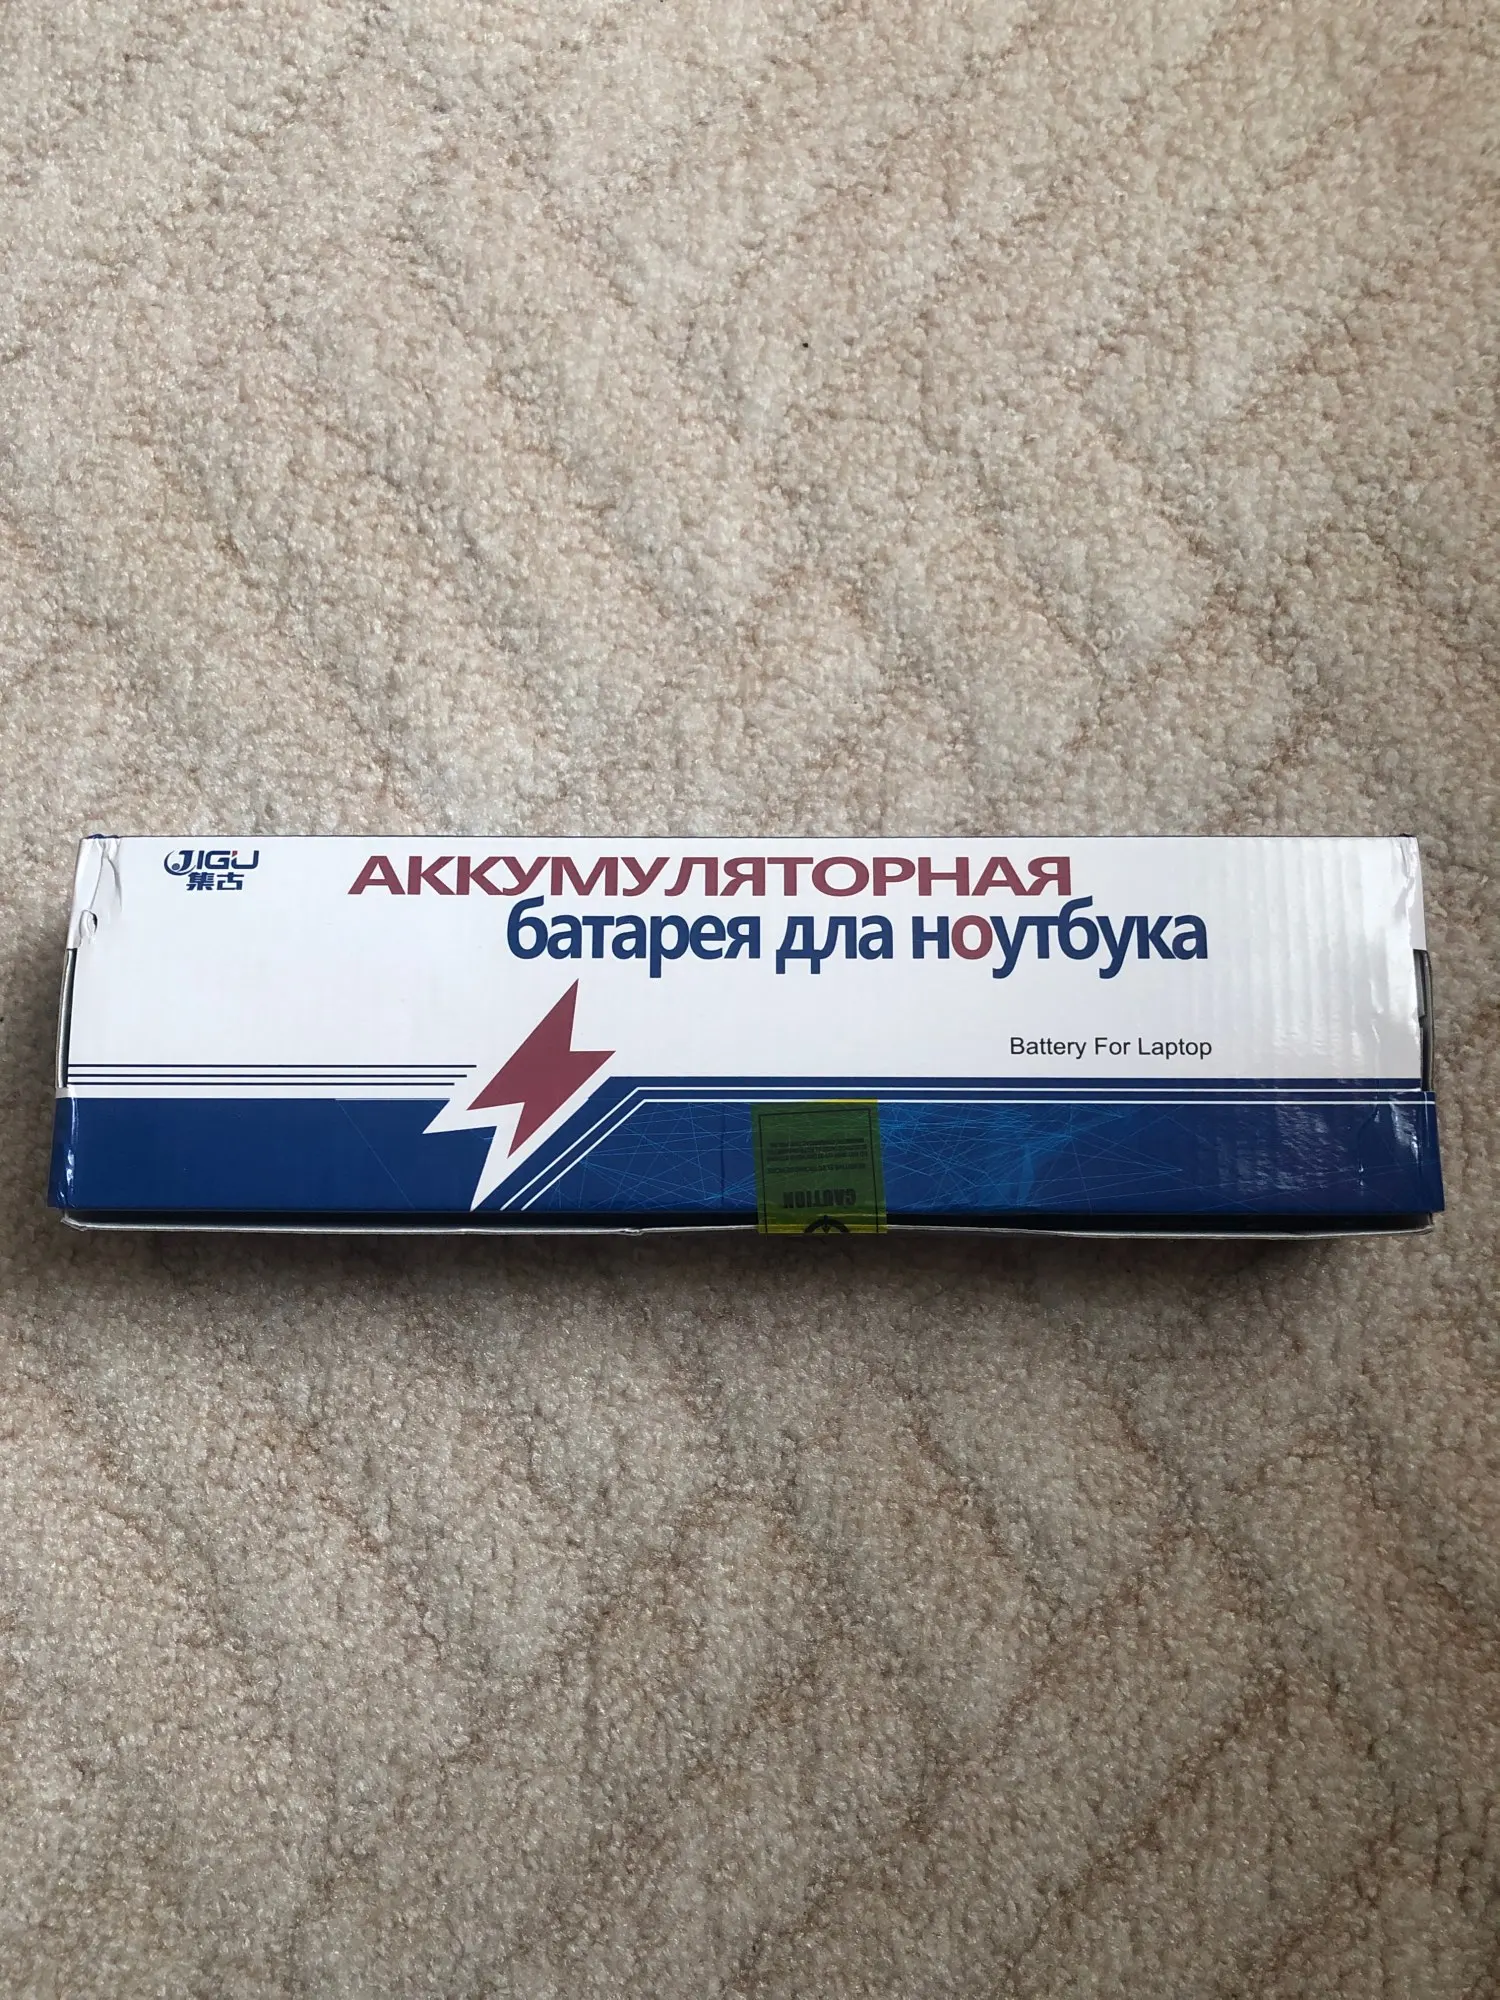 JIGU
集古
АККУМУЛЯТОРНАЯ
батарея дла ноутбука
Battery For Laptop
CAUTION